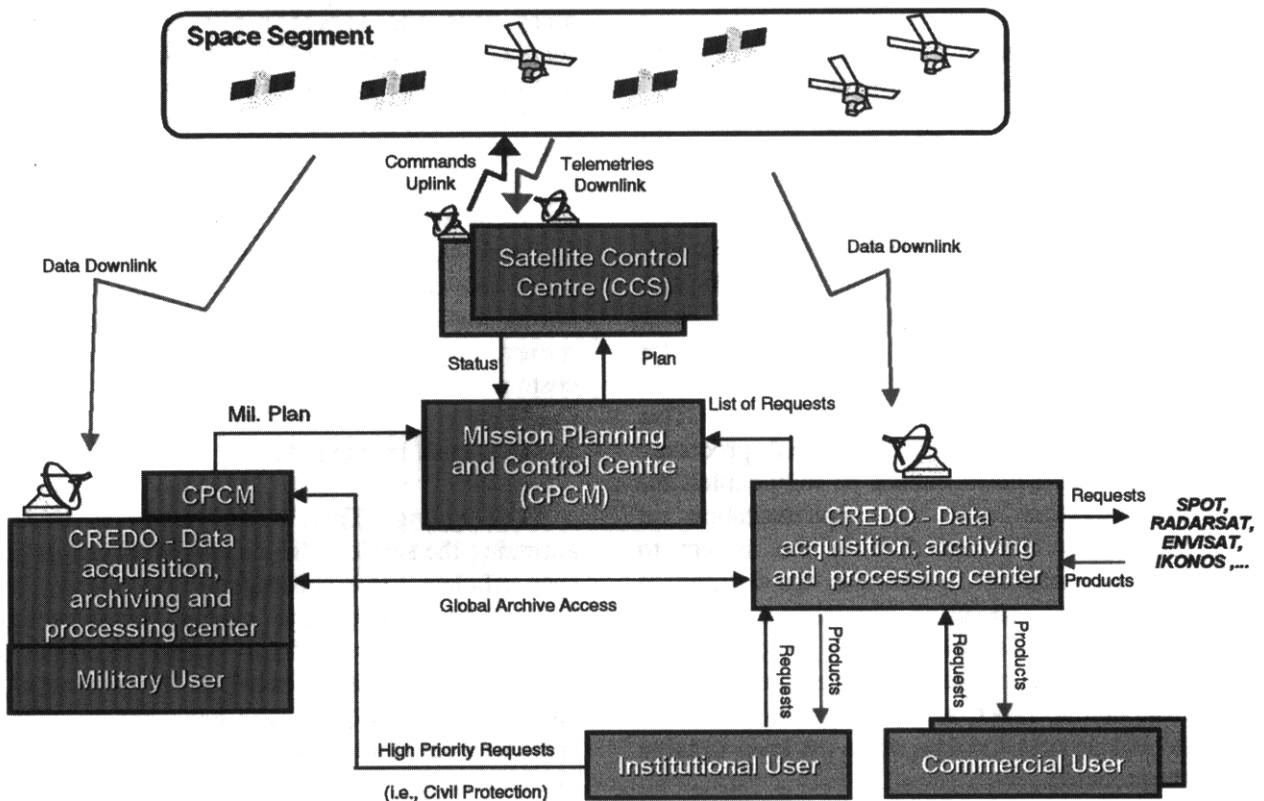 Space Segment
Commands
Uplink
Telemetries
Downlink
Data Downlink
Data Downlink
Satellite Control
Centre (CCS)
Status
Plan
Mil. Plan
List of Requests
Mission Planning
and Control Centre
(CPCM)
CPCM
CREDO - Data
acquisition,
archiving and
processing center
Military User
CREDO - Data
acquisition, archiving
and processing center
Requests
SPOT,
RADARSAT,
ENVISAT,
IKONOS ,...
Products
Global Archive Access
Requests
Products
Requests
Products
High Priority Requests
(i.e., Civil Protection)
Institutional User
Commercial User